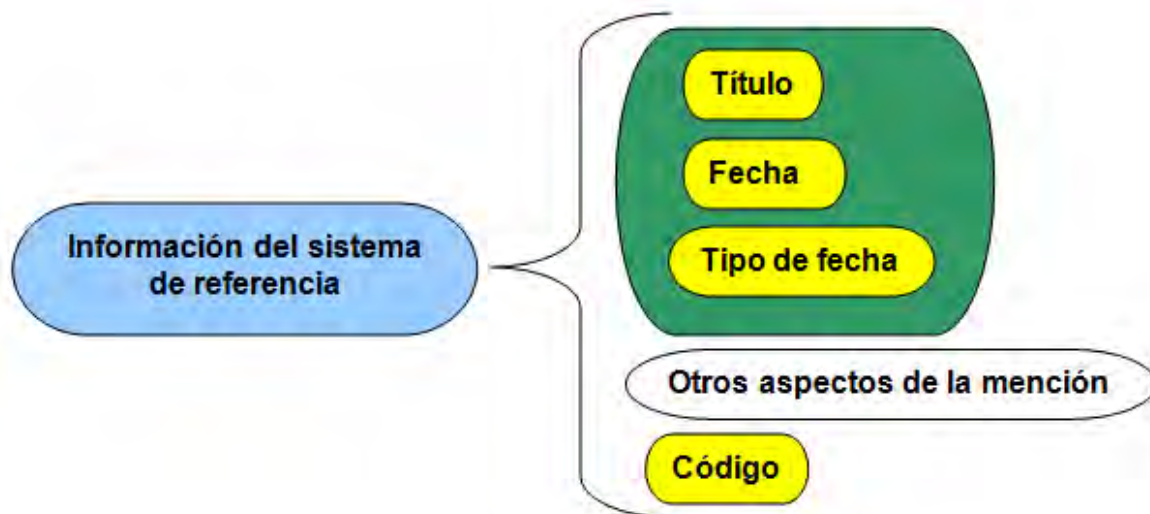 Información del sistema
de referencia
Título
Fecha
Tipo de fecha
Otros aspectos de la mención
Código